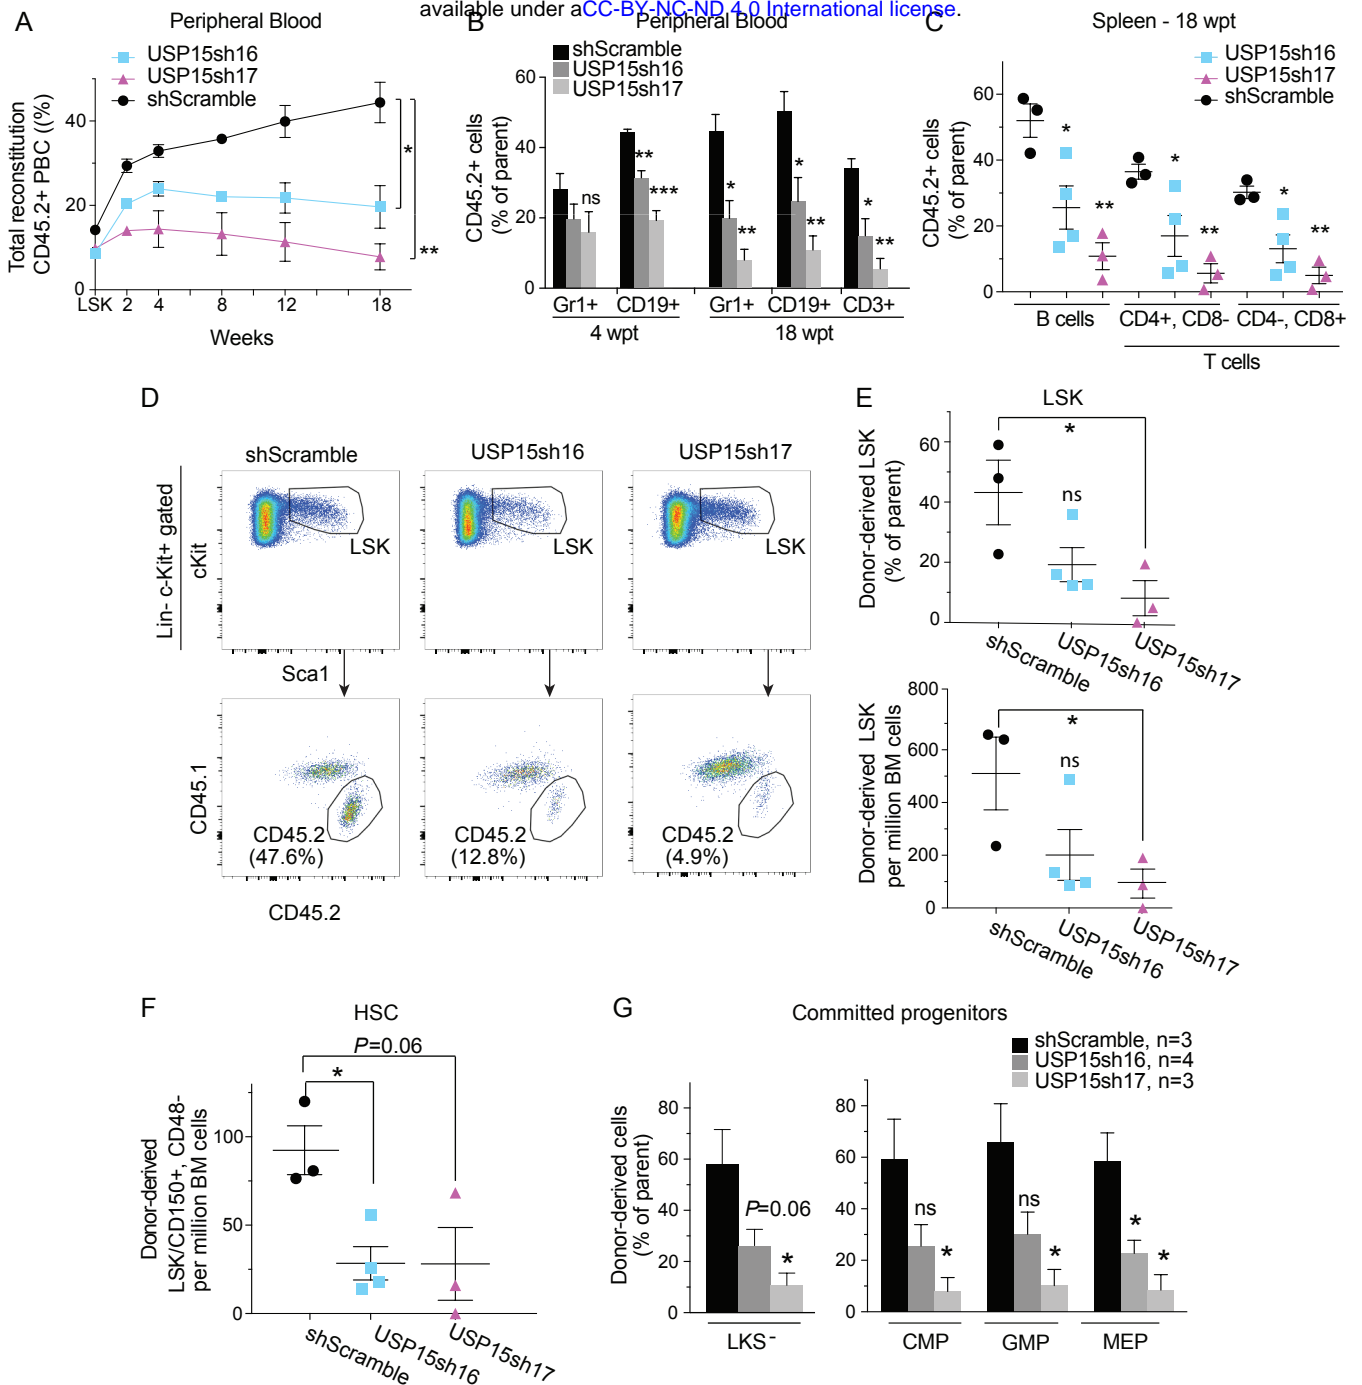 available under aCC-BY-NC-ND 4.0 International license.
A
Peripheral Blood
USP15sh16
USP15sh17
shScramble
Total reconstitution
CD45.2+ PBC ((%)
40
20
0
LSK 2 4 8 12 18
Weeks
*
**
B
Peripheral Blood
shScramble
USP15sh16
USP15sh17
CD45.2+ cells
(% of parent)
60
40
20
0
ns
** ***
* **
* **
* **
Gr1+ CD19+ Gr1+ CD19+ CD3+
4 wpt 18 wpt
C
Spleen - 18 wpt
USP15sh16
USP15sh17
shScramble
CD45.2+ cells
(% of parent)
60
40
20
0
* **
* **
* **
B cells CD4+, CD8- CD4-, CD8+
T cells
D
shScramble USP15sh16 USP15sh17
Lin- c-Kit+ gated
cKit
LSK LSK LSK
Sca1
CD45.1
CD45.2 CD45.2 CD45.2
(47.6%) (12.8%) (4.9%)
CD45.2
E
LSK
Donor-derived LSK
(% of parent)
60
40
20
0
*
ns
shScramble USP15sh16 USP15sh17
Donor-derived LSK
per million BM cells
800
600
400
200
0
*
ns
shScramble USP15sh16 USP15sh17
F
HSC
P=0.06
*
Donor-derived
LSK/CD150+, CD48-
per million BM cells
100
50
0
shScramble USP15sh16 USP15sh17
G
Committed progenitors
shScramble, n=3
USP15sh16, n=4
USP15sh17, n=3
Donor-derived cells
(% of parent)
80
60
40
20
0
P=0.06
*
LKS-
80
60
40
20
0
ns *
ns *
* *
CMP GMP MEP